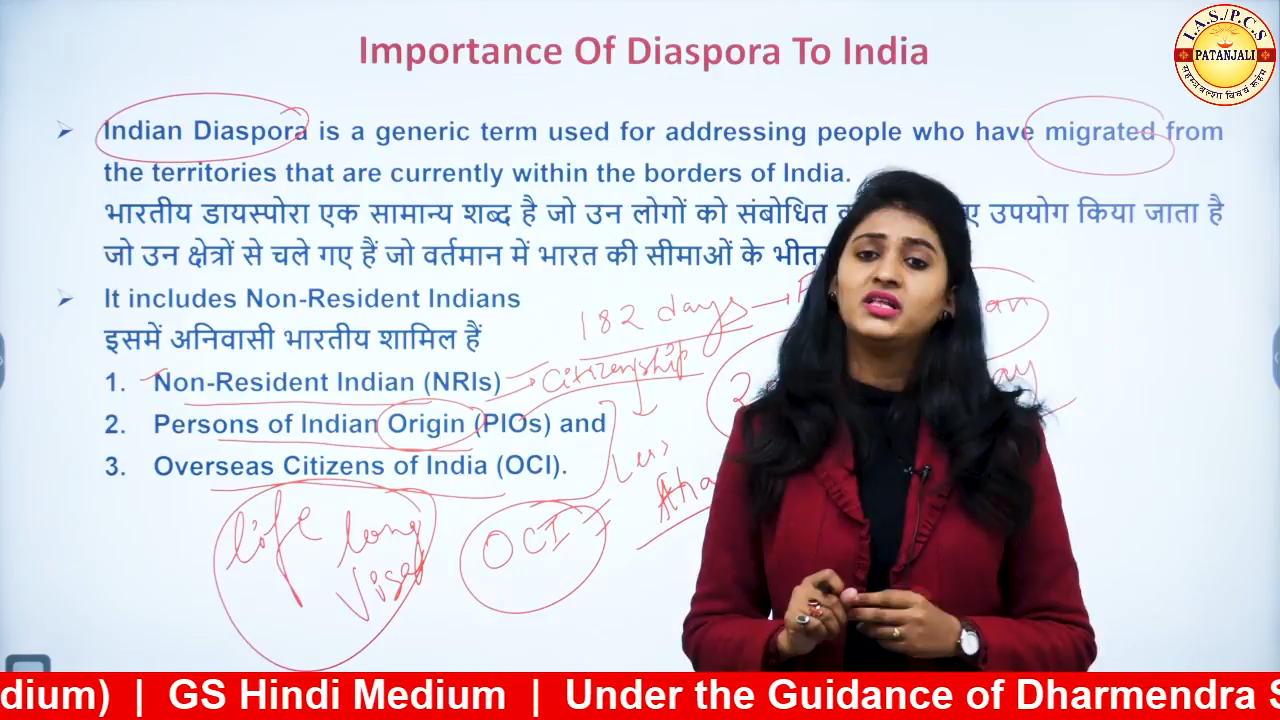 Importance Of Diaspora To India
I.A.S./P.C.S
PATANJALI
Indian Diaspora is a generic term used for addressing people who have migrated from
the territories that are currently within the borders of India.
भारतीय डायस्पोरा एक सामान्य शब्द है जो उन लोगों को संबोधित उपयोग किया जाता है
जो उन क्षेत्रों से चले गए हैं जो वर्तमान में भारत की सीमाओं के
It includes Non-Resident Indians
182 days
इसमें अनिवासी भारतीय शामिल हैं
1. Non-Resident Indian (NRIs)
Citizenship
2. Persons of Indian Origin (PIOs) and
3. Overseas Citizens of India (OCI).
life long
Visa
OCI
dium) | GS Hindi Medium | Under the Guidance of Dharmendra S